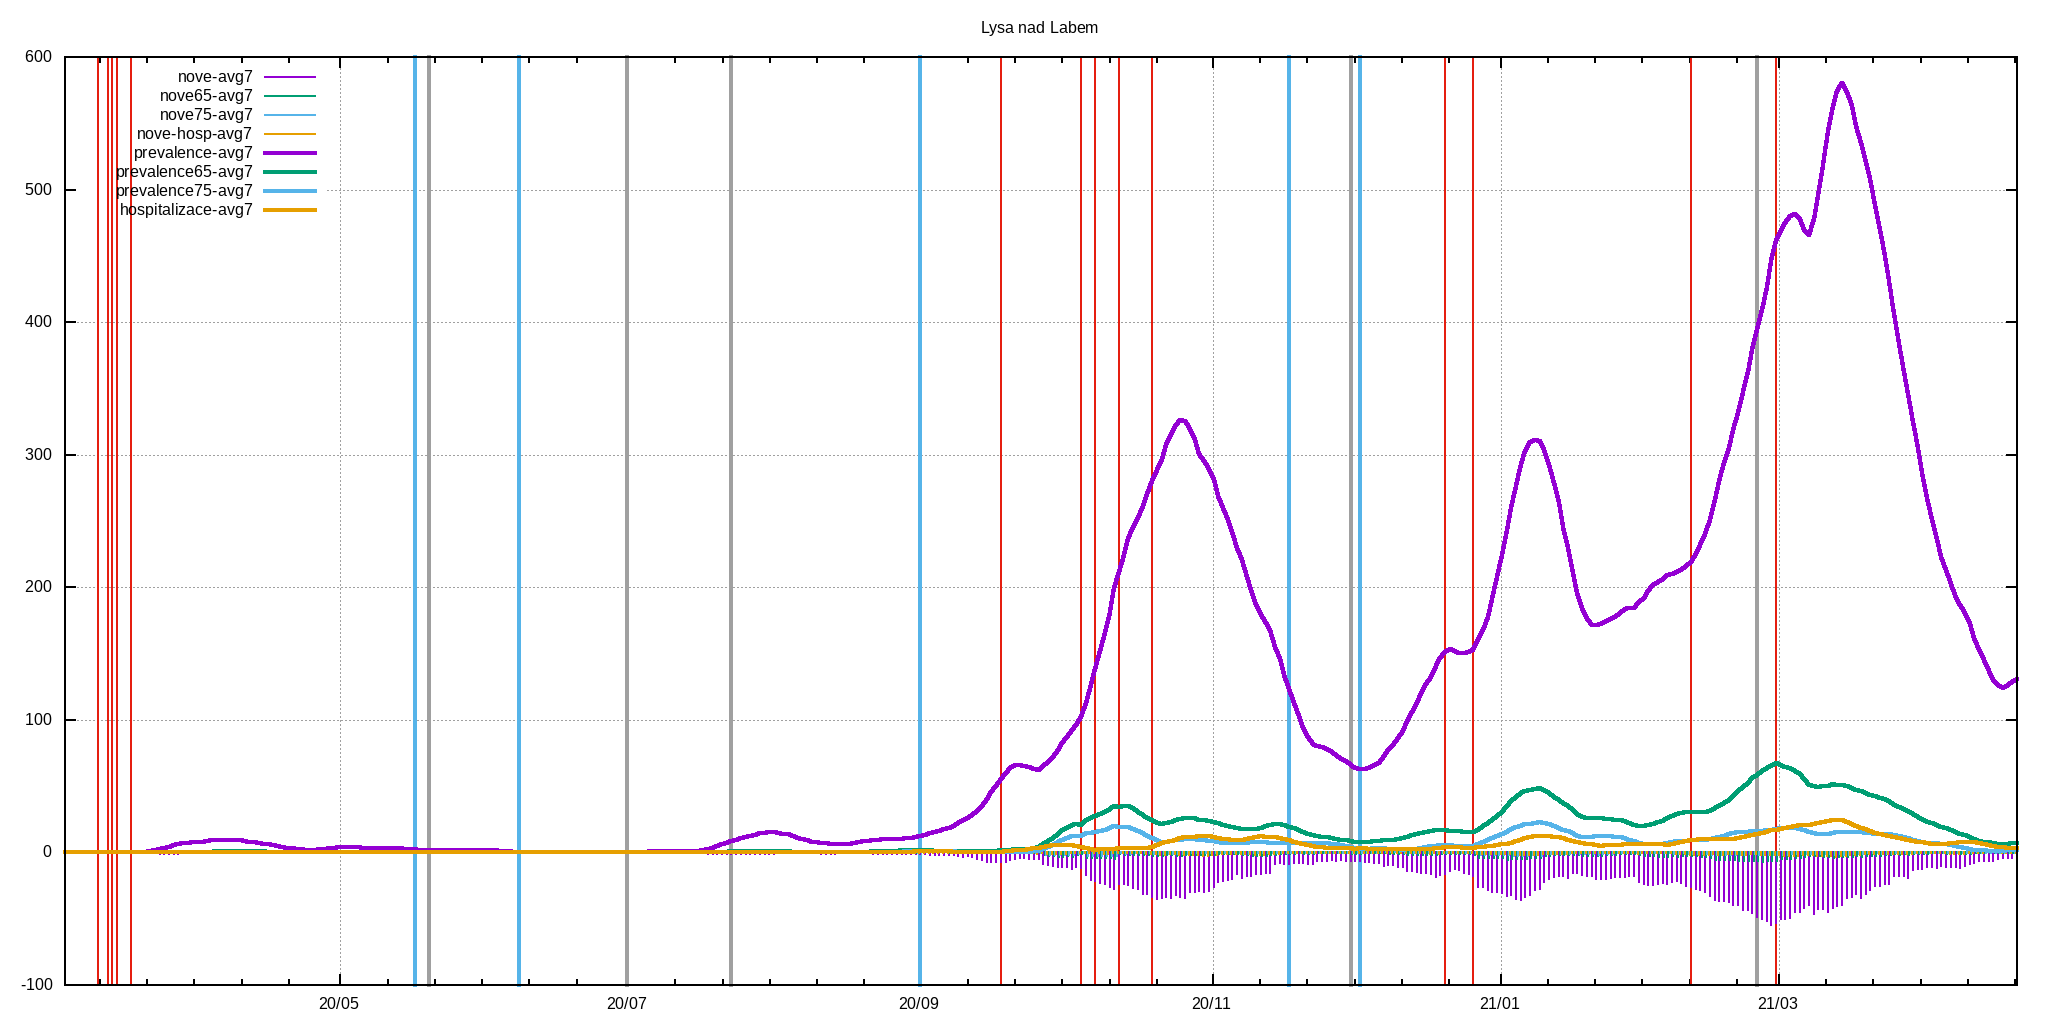 Lysa nad Labem
600
500
400
300
200
100
0
-100
nove-avg7
nove65-avg7
nove75-avg7
nove-hosp-avg7
prevalence-avg7
prevalence65-avg7
prevalence75-avg7
hospitalizace-avg7
20/05
20/07
20/09
20/11
21/01
21/03